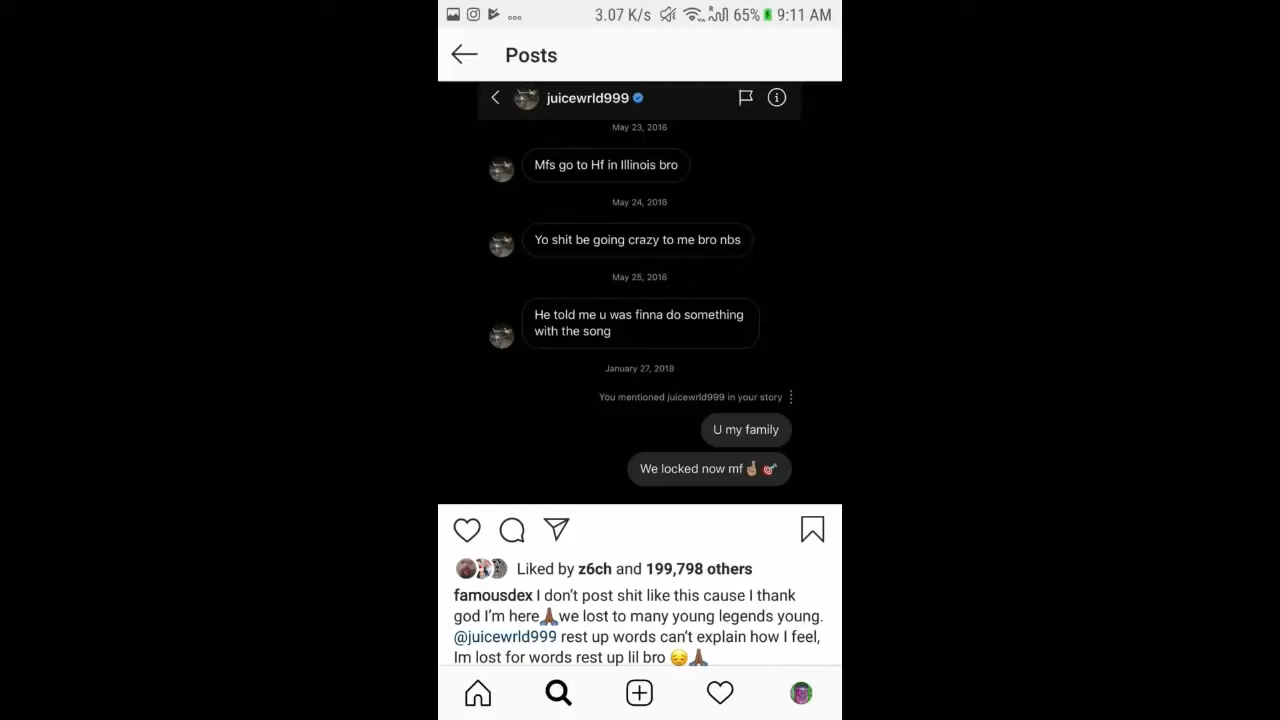 3.07 K/s 65% 9:11 AM
Posts
juicewrld999
May 23, 2016
Mfs go to Hf in Illinois bro
May 24, 2016
Yo shit be going crazy to me bro nbs
May 25, 2016
He told me u was finna do something
with the song
January 27, 2018
You mentioned juicewrld999 in your story
U my family
We locked now mf🤞🏽🎯
Liked by z6ch and 199,798 others
famousdex I don't post shit like this cause I thank
god I'm here🙏🏾we lost to many young legends young.
@juicewrld999 rest up words can't explain how I feel,
Im lost for words rest up lil bro 😔🙏🏾